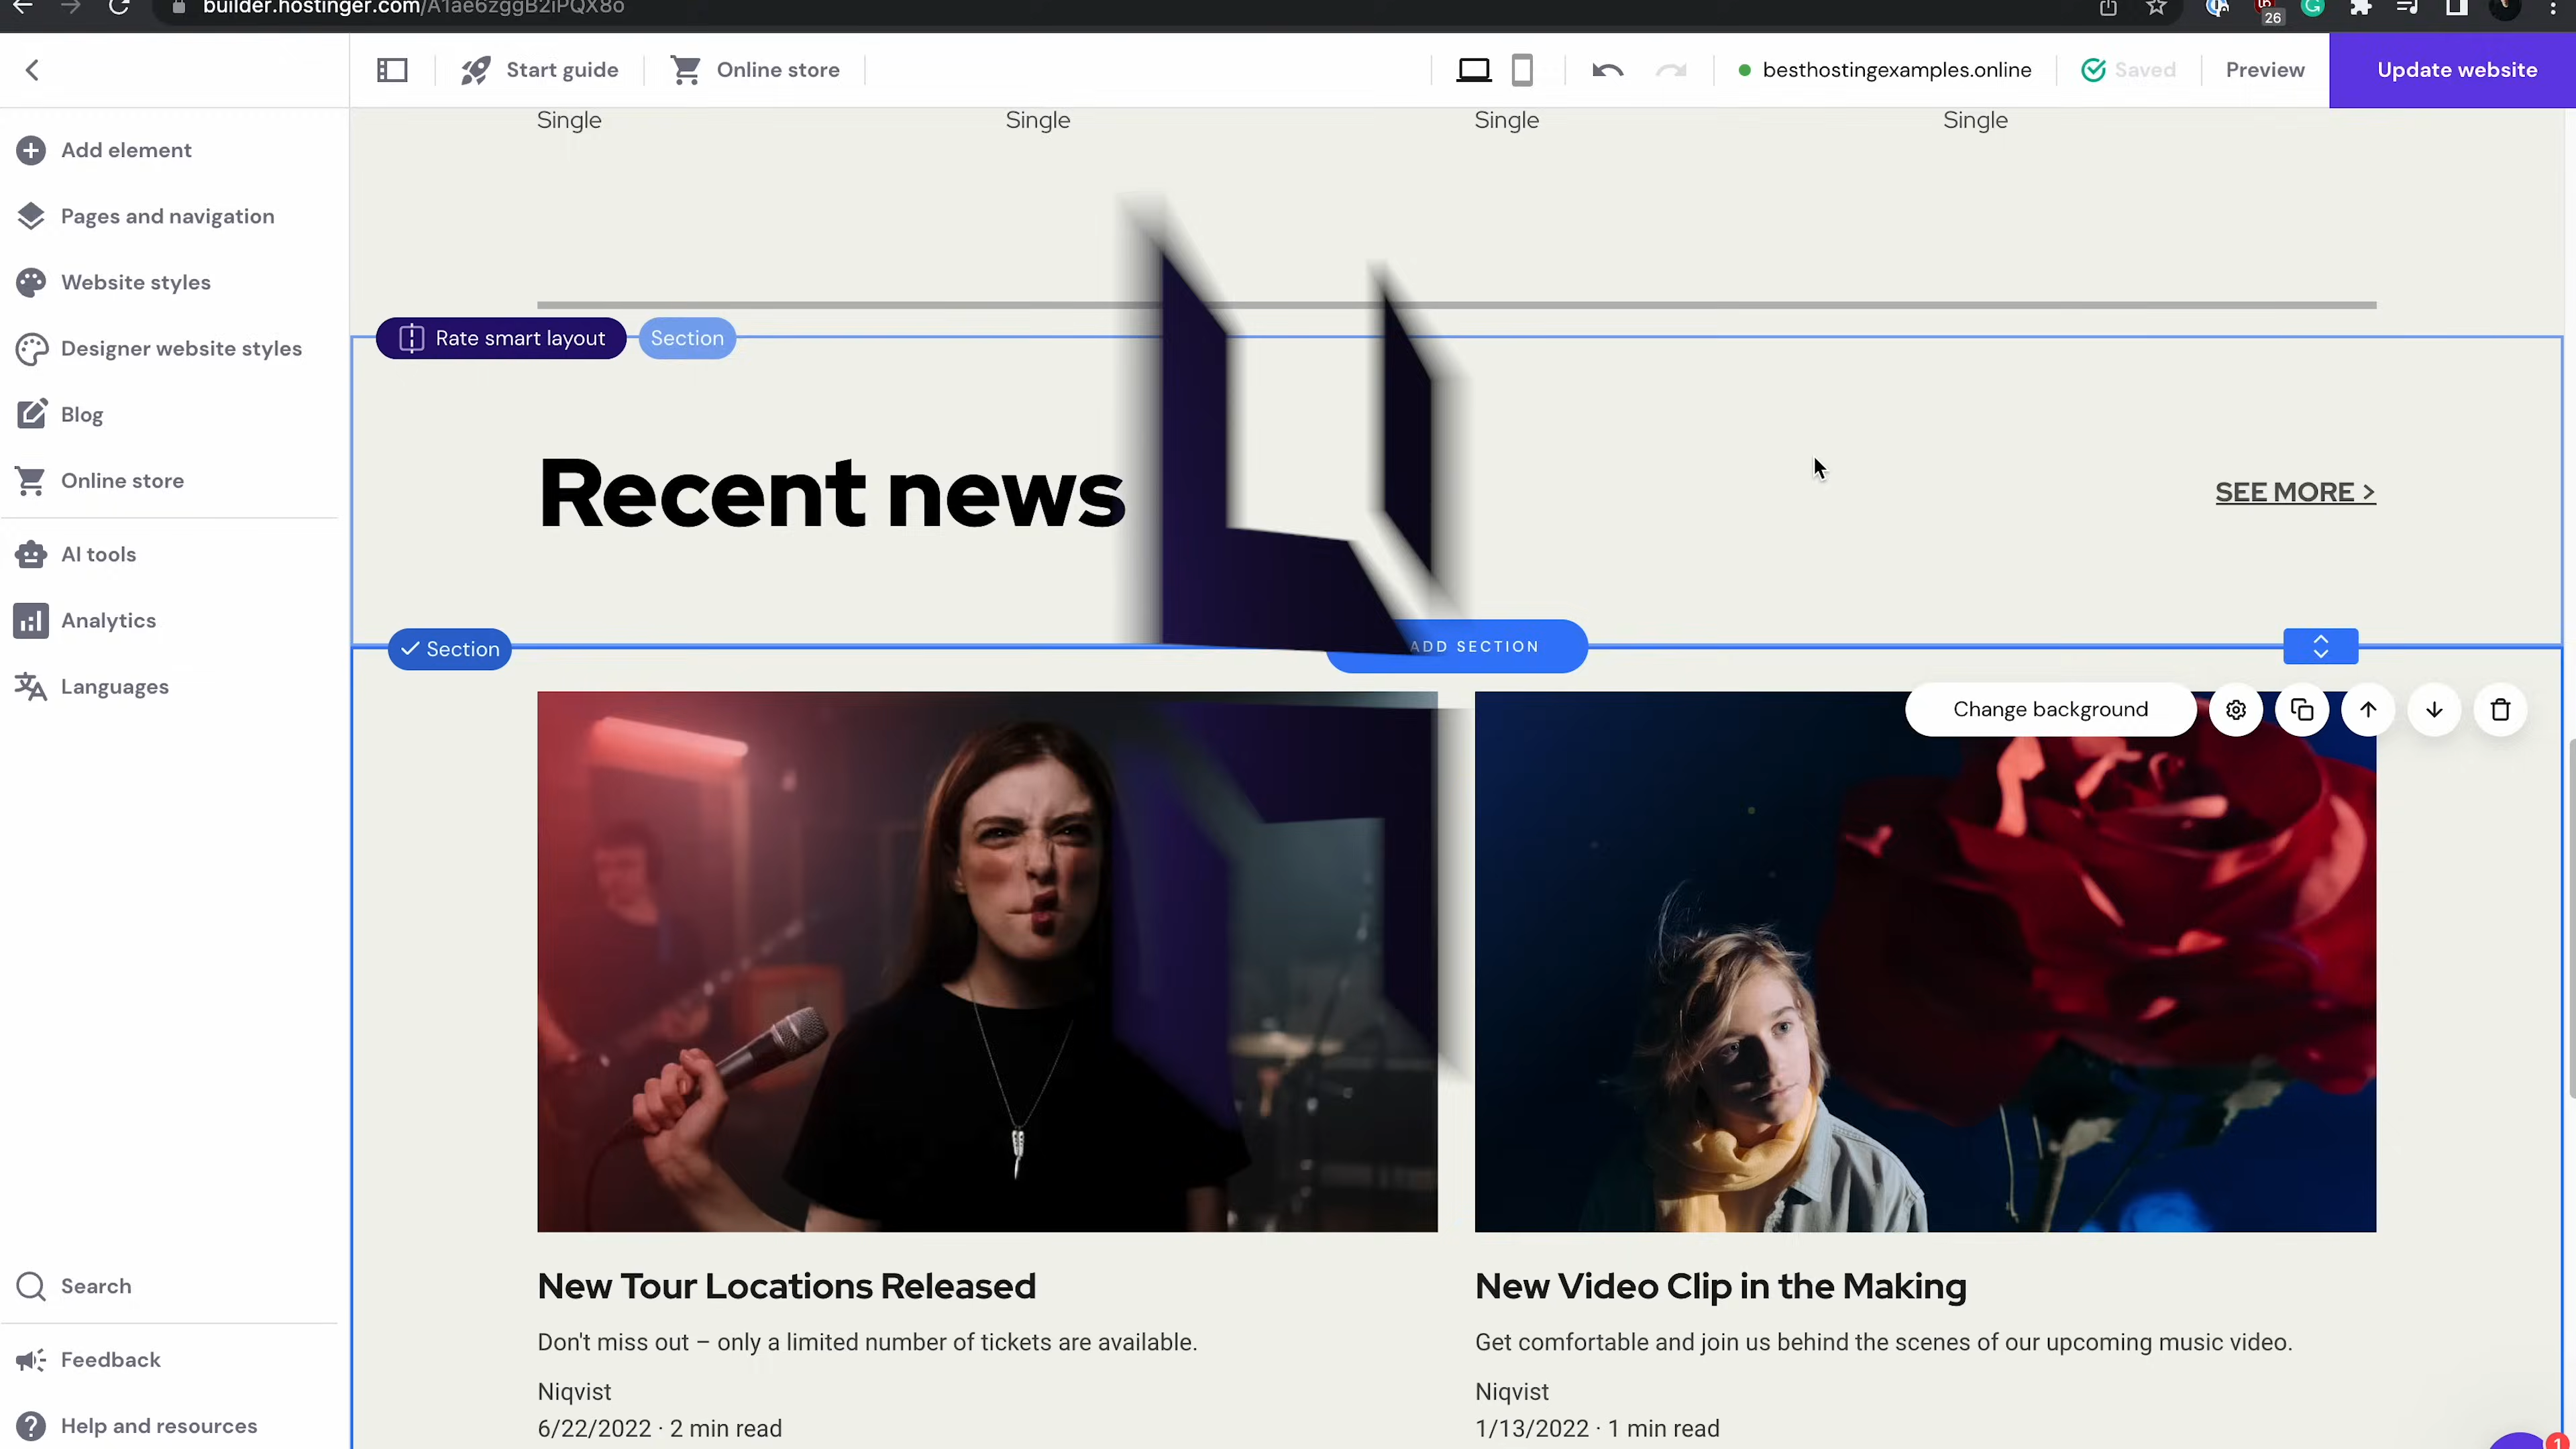 builder.hostinger.com/A1ae6zggB2iPQX8o
26
Start guide
Online store
besthostingexamples.online
Saved
Preview
Update website
Add element
Pages and navigation
Website styles
Designer website styles
Blog
Online store
AI tools
Analytics
Languages
Search
Feedback
Help and resources
Single Single Single Single
Rate smart layout
Section
Recent news
SEE MORE >
Section
ADD SECTION
Change background
New Tour Locations Released
Don't miss out – only a limited number of tickets are available.
Niqvist
6/22/2022 · 2 min read
New Video Clip in the Making
Get comfortable and join us behind the scenes of our upcoming music video.
Niqvist
1/13/2022 · 1 min read
1